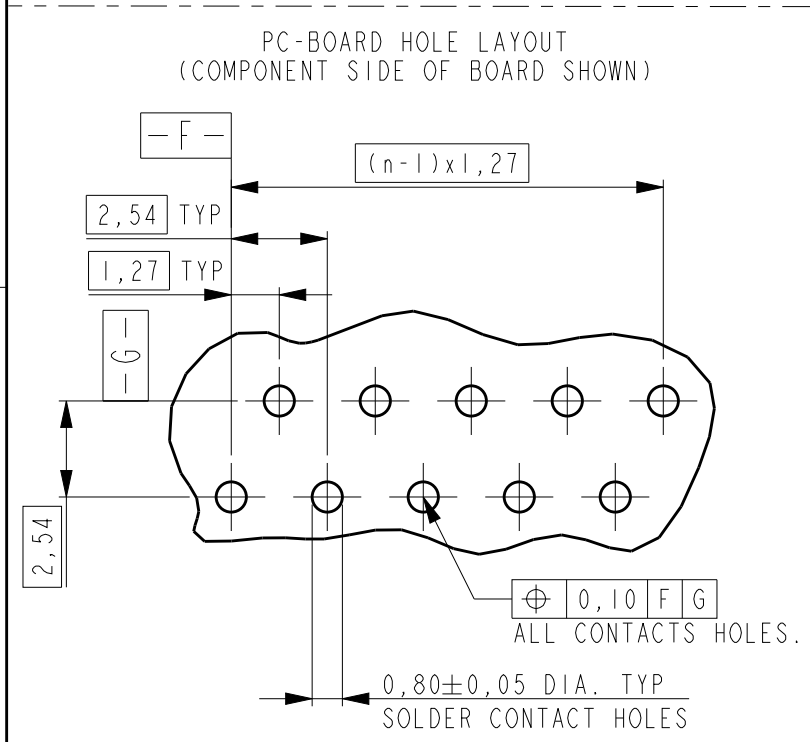 PC-BOARD HOLE LAYOUT
(COMPONENT SIDE OF BOARD SHOWN)
-F-
(n-1)x1,27
2,54 TYP
1,27 TYP
-G-
2,54
⌖ 0,10 F G
ALL CONTACTS HOLES.
0,80±0,05 DIA. TYP
SOLDER CONTACT HOLES